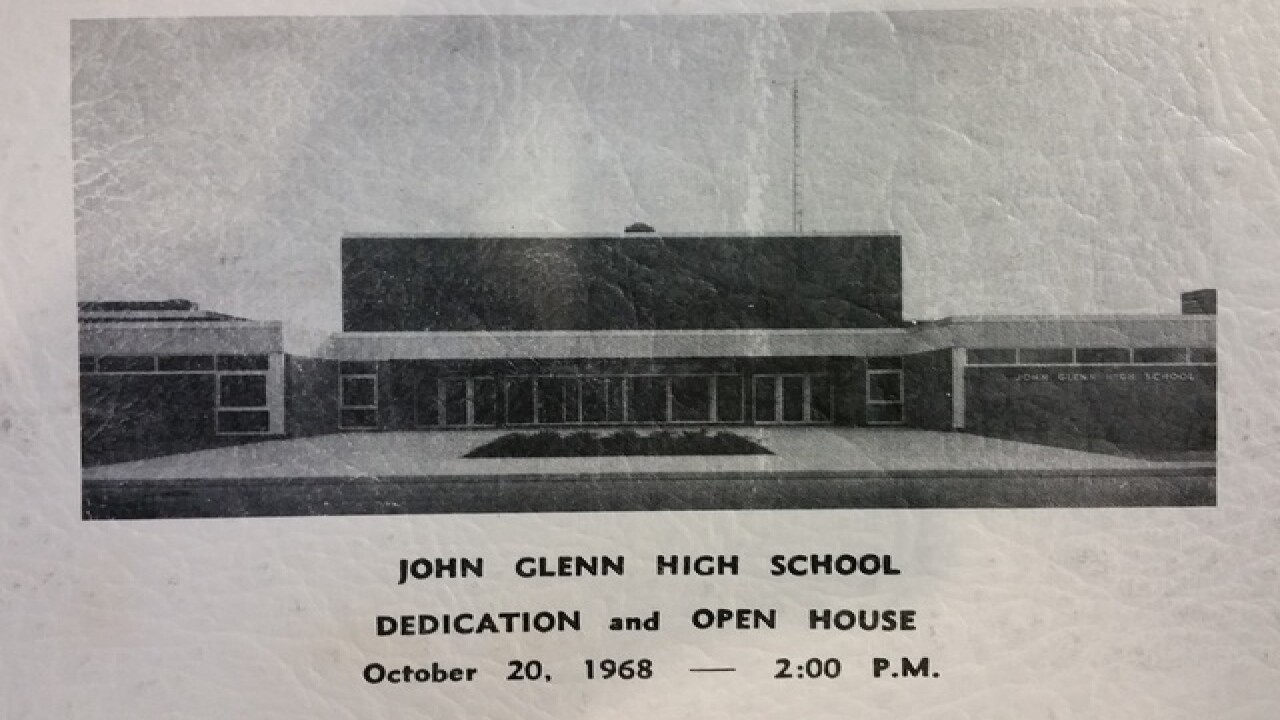 JOHN GLENN HIGH SCHOOL
JOHN GLENN HIGH SCHOOL
DEDICATION and OPEN HOUSE
October 20, 1968 — 2:00 P.M.